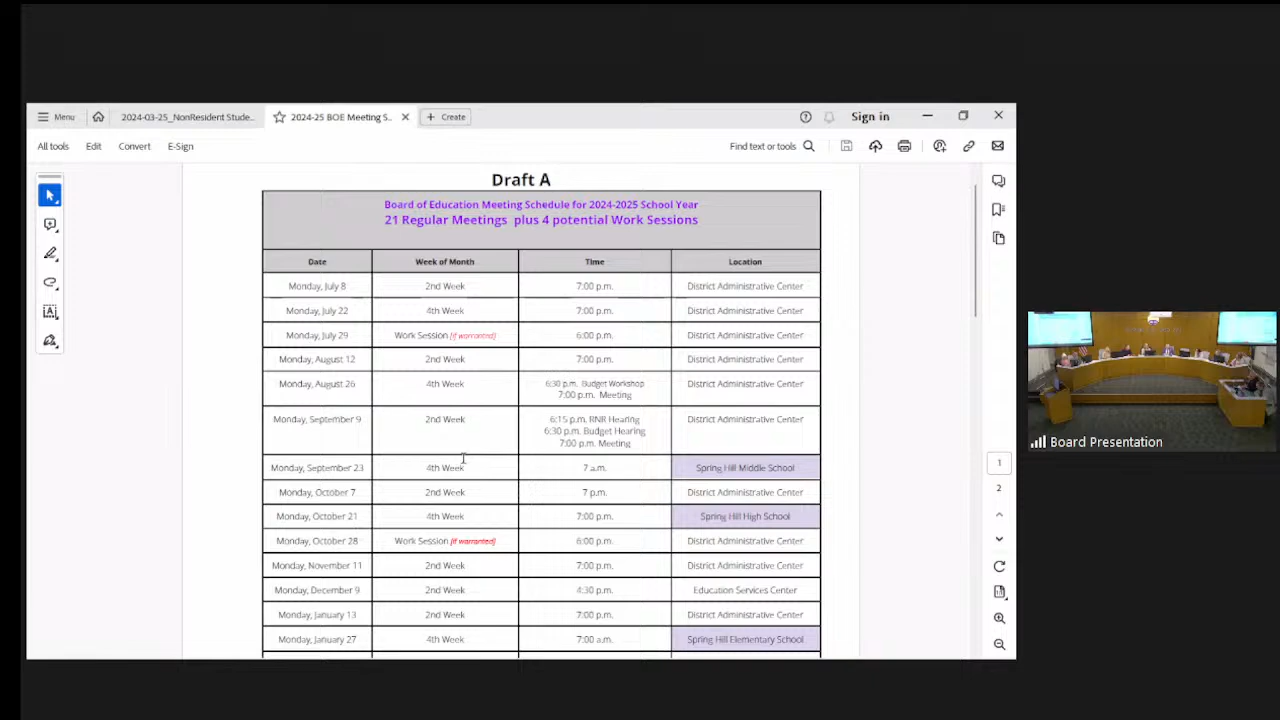 Menu
2024-03-25_NonResident Stude...
2024-25 BOE Meeting S...
Create
Sign in
All tools
Edit
Convert
E-Sign
Find text or tools
Draft A
Board of Education Meeting Schedule for 2024-2025 School Year
21 Regular Meetings plus 4 potential Work Sessions
Date Week of Month Time Location
Monday, July 8 2nd Week 7:00 p.m. District Administrative Center
Monday, July 22 4th Week 7:00 p.m. District Administrative Center
Monday, July 29 Work Session (if warranted) 6:00 p.m. District Administrative Center
Monday, August 12 2nd Week 7:00 p.m. District Administrative Center
Monday, August 26 4th Week 6:30 p.m. Budget Workshop District Administrative Center
7:00 p.m. Meeting
Monday, September 9 2nd Week 6:15 p.m. RNR Hearing District Administrative Center
6:30 p.m. Budget Hearing
7:00 p.m. Meeting
Monday, September 23 4th Week 7 a.m. Spring Hill Middle School
Monday, October 7 2nd Week 7 p.m. District Administrative Center
Monday, October 21 4th Week 7:00 p.m. Spring Hill High School
Monday, October 28 Work Session (if warranted) 6:00 p.m. District Administrative Center
Monday, November 11 2nd Week 7:00 p.m. District Administrative Center
Monday, December 9 2nd Week 4:30 p.m. Education Services Center
Monday, January 13 2nd Week 7:00 p.m. District Administrative Center
Monday, January 27 4th Week 7:00 a.m. Spring Hill Elementary School
1
2
Board Presentation